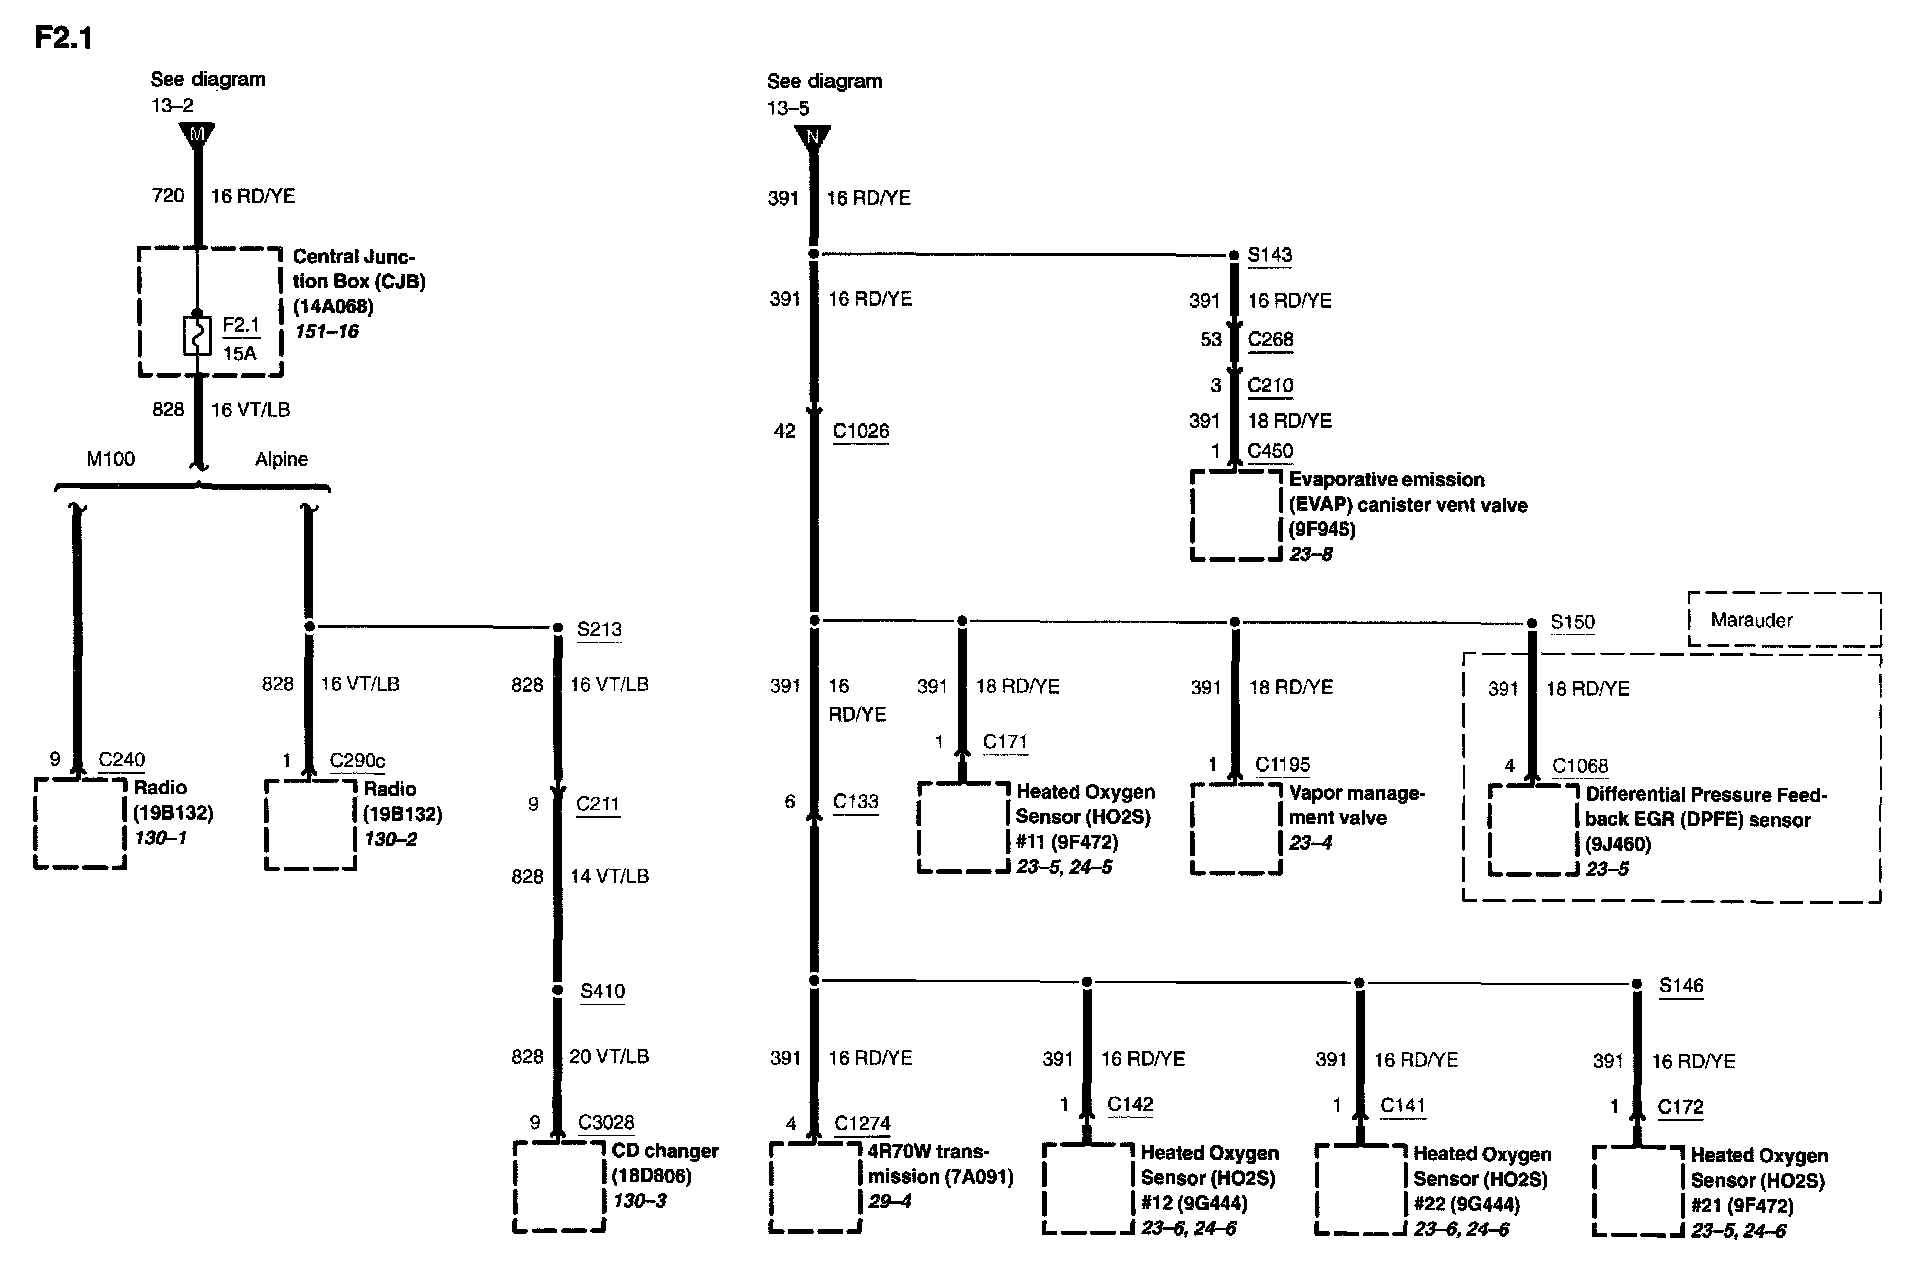 F2.1
See diagram
13–2
M
720 16 RD/YE
Central Junc-
tion Box (CJB)
(14A068)
151–16
F2.1
15A
828 16 VT/LB
M100 Alpine
9 C240
Radio
(19B132)
130–1
828 16 VT/LB
1 C290c
Radio
(19B132)
130–2
S213
828 16 VT/LB
9 C211
828 14 VT/LB
S410
828 20 VT/LB
9 C3028
CD changer
(18D806)
130–3
See diagram
13–5
N
391 16 RD/YE
S143
391 16 RD/YE
391 16 RD/YE
53 C268
3 C210
391 18 RD/YE
1 C450
Evaporative emission
(EVAP) canister vent valve
(9F945)
23–8
42 C1026
S150
Marauder
391 16
RD/YE
391 18 RD/YE
1 C171
Heated Oxygen
Sensor (HO2S)
#11 (9F472)
23–5, 24–5
391 18 RD/YE
1 C1195
Vapor manage-
ment valve
23–4
391 18 RD/YE
4 C1068
Differential Pressure Feed-
back EGR (DPFE) sensor
(9J460)
23–5
6 C133
S146
391 16 RD/YE
4 C1274
4R70W trans-
mission (7A091)
29–4
391 16 RD/YE
1 C142
Heated Oxygen
Sensor (HO2S)
#12 (9G444)
23–6, 24–6
391 16 RD/YE
1 C141
Heated Oxygen
Sensor (HO2S)
#22 (9G444)
23–6, 24–6
391 16 RD/YE
1 C172
Heated Oxygen
Sensor (HO2S)
#21 (9F472)
23–5, 24–6